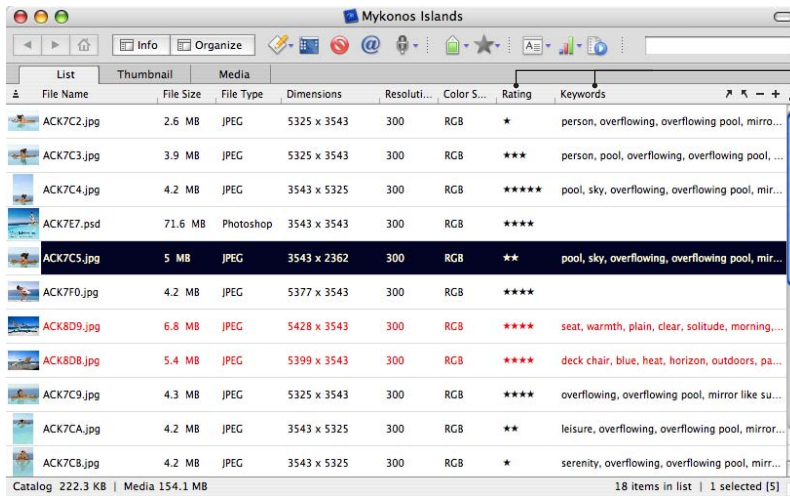 Mykonos Islands
Info Organize
List Thumbnail Media
File Name File Size File Type Dimensions Resoluti... Color S... Rating Keywords
ACK7C2.jpg 2.6 MB JPEG 5325 x 3543 300 RGB ★ person, overflowing, overflowing pool, mirro...
ACK7C3.jpg 3.9 MB JPEG 5325 x 3543 300 RGB ★★★ person, pool, overflowing, overflowing pool, ...
ACK7C4.jpg 4.2 MB JPEG 3543 x 5325 300 RGB ★★★★★ pool, sky, overflowing, overflowing pool, mir...
ACK7E7.psd 71.6 MB Photoshop 3543 x 3543 300 RGB ★★★★
ACK7C5.jpg 5 MB JPEG 3543 x 2362 300 RGB ★★ pool, sky, overflowing, overflowing pool, mir...
ACK7F0.jpg 4.2 MB JPEG 5377 x 3543 300 RGB ★★★★
ACK8D9.jpg 6.8 MB JPEG 5428 x 3543 300 RGB ★★★★ seat, warmth, plain, clear, solitude, morning,...
ACK8DB.jpg 5.4 MB JPEG 5399 x 3543 300 RGB ★★★★ deck chair, blue, heat, horizon, outdoors, pa...
ACK7C9.jpg 4.3 MB JPEG 5325 x 3543 300 RGB ★★★★ overflowing, overflowing pool, mirror like su...
ACK7CA.jpg 4.2 MB JPEG 3543 x 5325 300 RGB ★★ leisure, overflowing, overflowing pool, mirror...
ACK7CB.jpg 4.2 MB JPEG 3543 x 5325 300 RGB ★ serenity, overflowing, overflowing pool, mirr...
Catalog 222.3 KB | Media 154.1 MB 18 items in list | 1 selected [5]